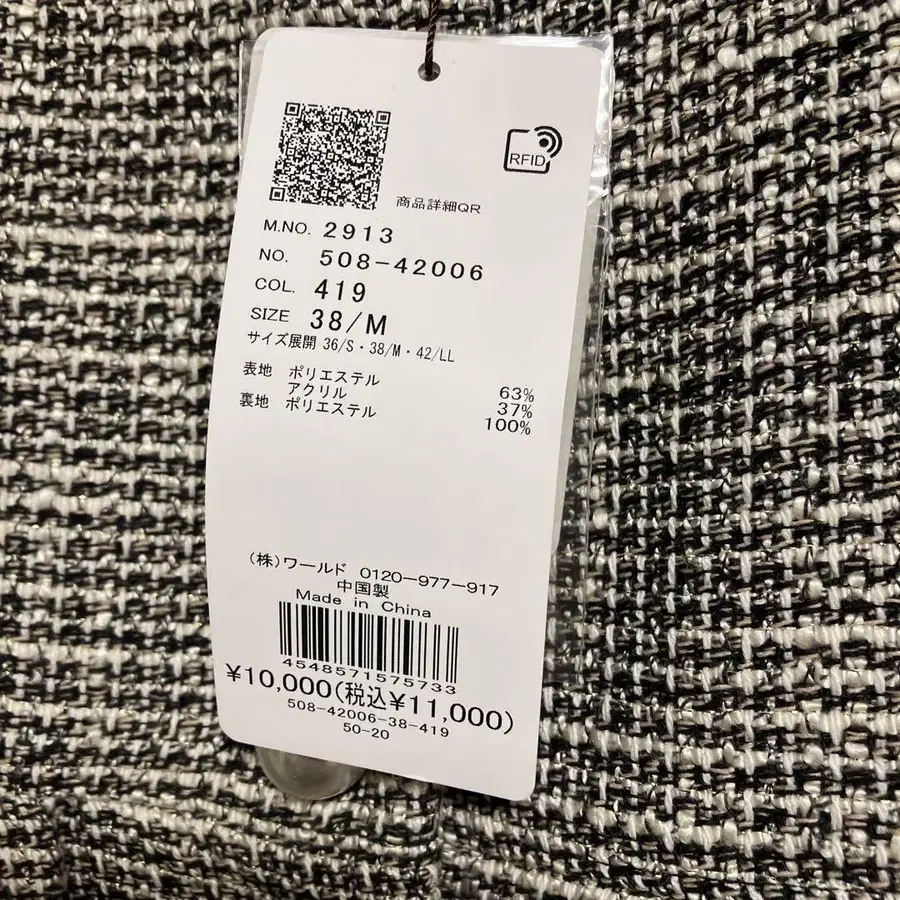 RFID
商品詳細QR
M.NO. 2913
NO. 508-42006
COL. 419
SIZE 38/M
サイズ展開 36/S・38/M・42/LL
表地 ポリエステル 63%
アクリル 37%
裏地 ポリエステル 100%
(株)ワールド 0120-977-917
中国製
Made in China
4548571575733
¥10,000(税込¥11,000)
508-42006-38-419
50-20